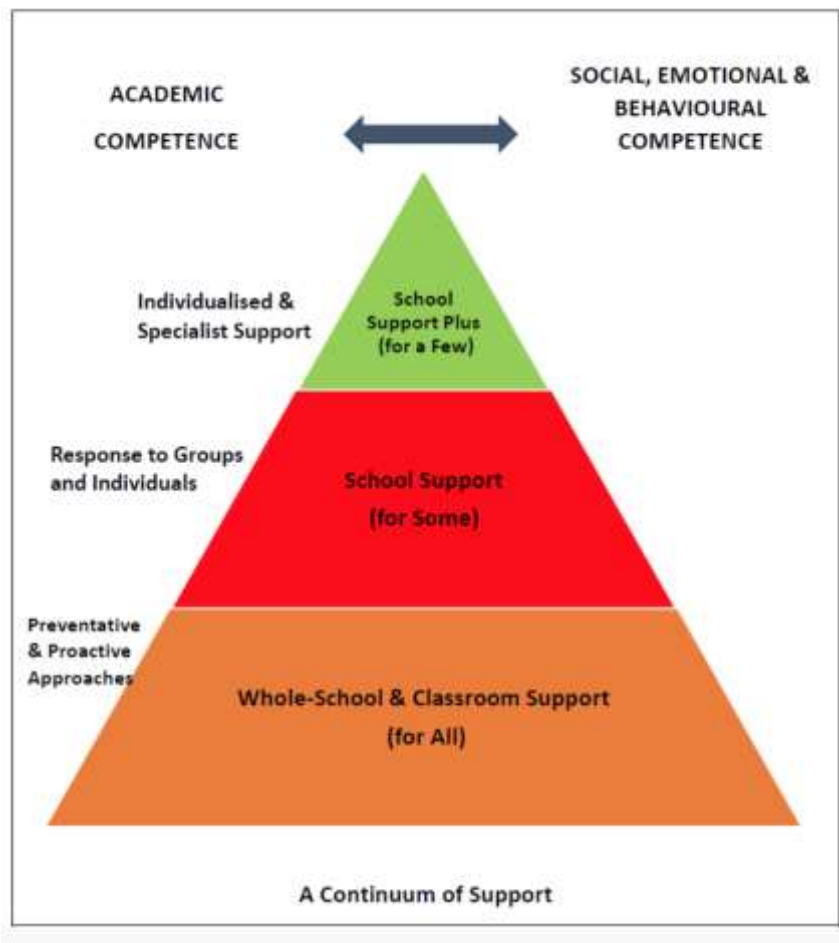 ACADEMIC
COMPETENCE
SOCIAL, EMOTIONAL &
BEHAVIOURAL
COMPETENCE
Individualised &
Specialist Support
School
Support Plus
(for a Few)
Response to Groups
and Individuals
School Support
(for Some)
Preventative
& Proactive
Approaches
Whole-School & Classroom Support
(for All)
A Continuum of Support